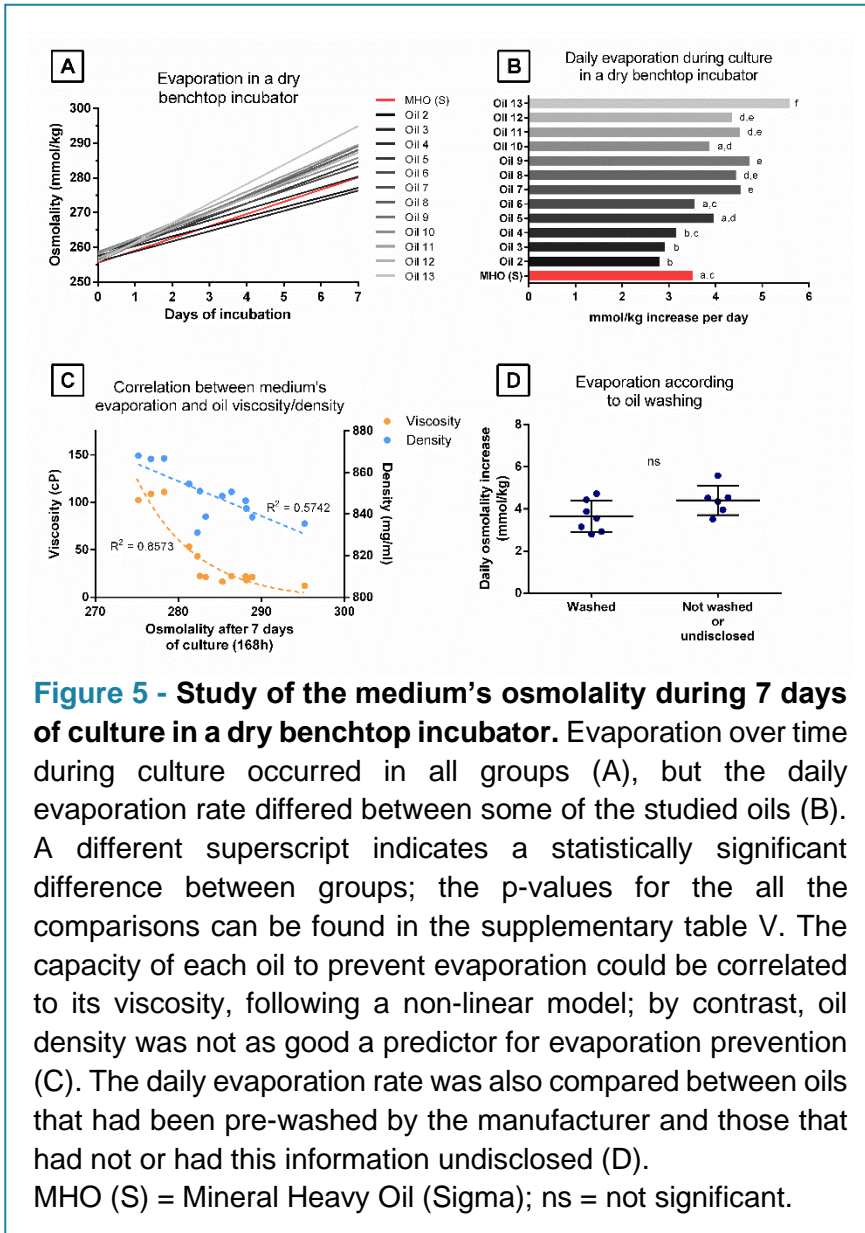 A
Evaporation in a dry
benchtop incubator
Osmolality (mmol/kg)
300
290
280
270
260
250
0 1 2 3 4 5 6 7
Days of incubation
MHO (S)
Oil 2
Oil 3
Oil 4
Oil 5
Oil 6
Oil 7
Oil 8
Oil 9
Oil 10
Oil 11
Oil 12
Oil 13
B
Daily evaporation during culture
in a dry benchtop incubator
Oil 13 f
Oil 12 d,e
Oil 11 d,e
Oil 10 a,d
Oil 9 e
Oil 8 d,e
Oil 7 e
Oil 6 a,c
Oil 5 a,d
Oil 4 b,c
Oil 3 b
Oil 2 b
MHO (S) a,c
0 1 2 3 4 5 6
mmol/kg increase per day
C
Correlation between medium's
evaporation and oil viscosity/density
Viscosity
Density
Viscosity (cP)
150
100
50
0
R² = 0.8573
R² = 0.5742
880
860
840
820
800
Density (mg/ml)
270 280 290 300
Osmolality after 7 days
of culture (168h)
D
Evaporation according
to oil washing
Daily osmolality increase
(mmol/kg)
8
6
4
2
0
ns
Washed
Not washed
or
undisclosed
Figure 5 - Study of the medium’s osmolality during 7 days
of culture in a dry benchtop incubator. Evaporation over time
during culture occurred in all groups (A), but the daily
evaporation rate differed between some of the studied oils (B).
A different superscript indicates a statistically significant
difference between groups; the p-values for the all the
comparisons can be found in the supplementary table V. The
capacity of each oil to prevent evaporation could be correlated
to its viscosity, following a non-linear model; by contrast, oil
density was not as good a predictor for evaporation prevention
(C). The daily evaporation rate was also compared between oils
that had been pre-washed by the manufacturer and those that
had not or had this information undisclosed (D).
MHO (S) = Mineral Heavy Oil (Sigma); ns = not significant.